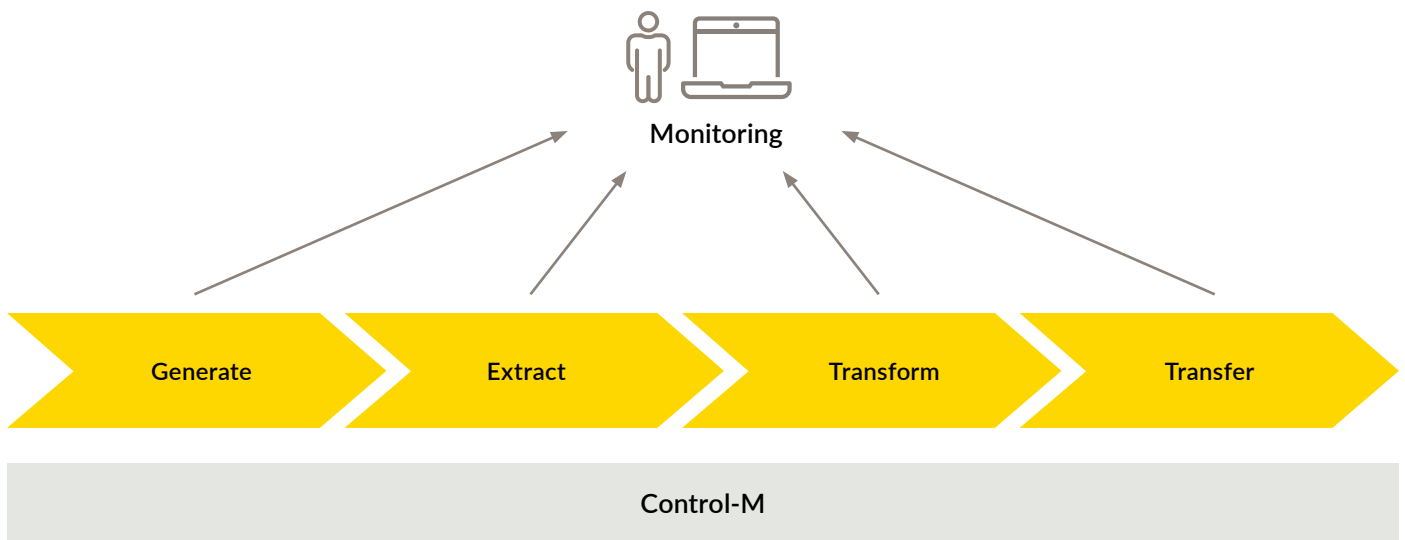 Monitoring
Generate
Extract
Transform
Transfer
Control-M